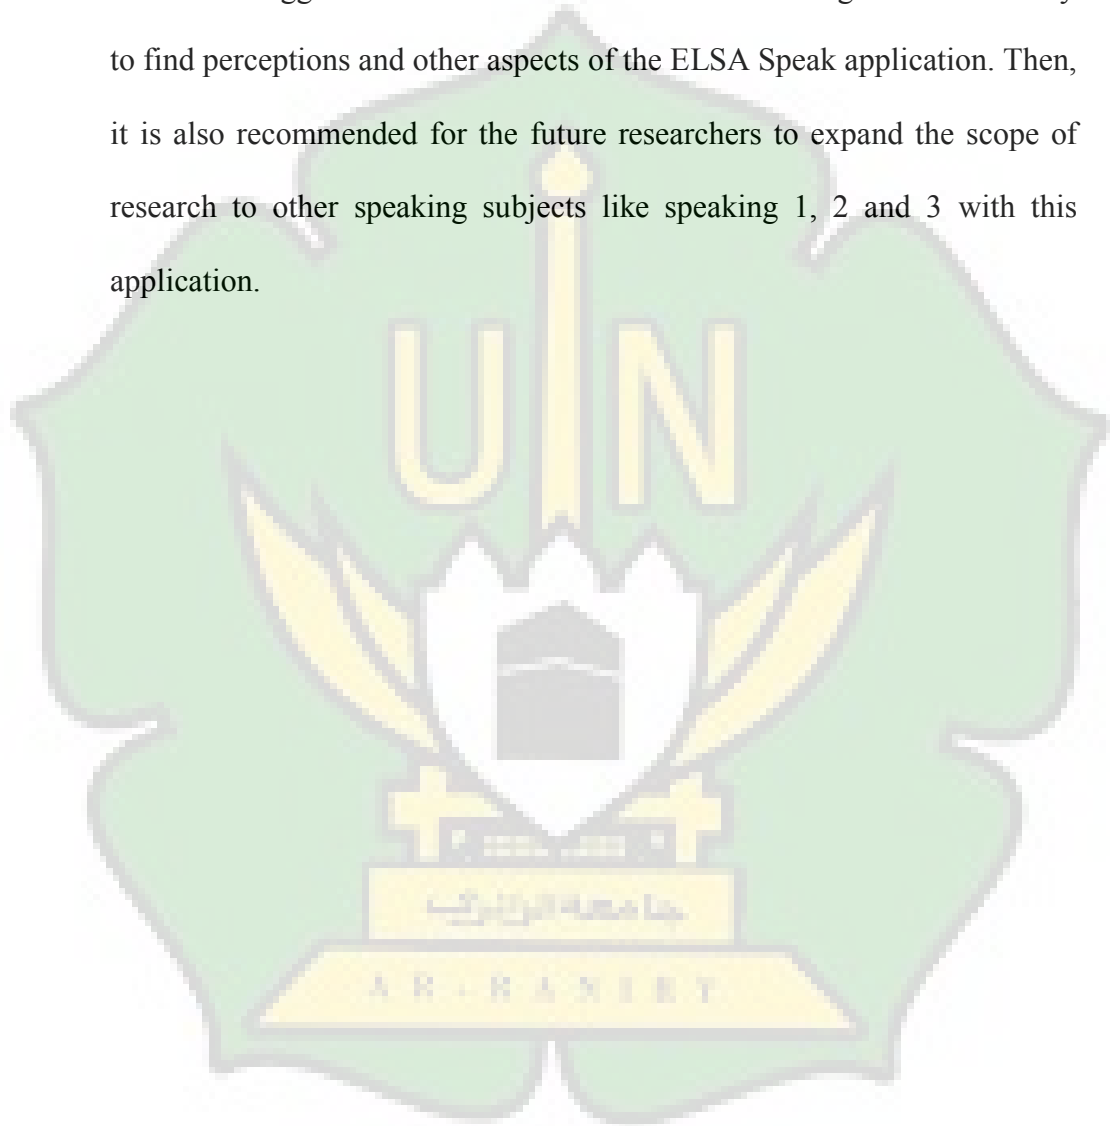 to find perceptions and other aspects of the ELSA Speak application. Then,
it is also recommended for the future researchers to expand the scope of
research to other speaking subjects like speaking 1, 2 and 3 with this
application.
UIN
جامعة الرانري
AR-RANIRY